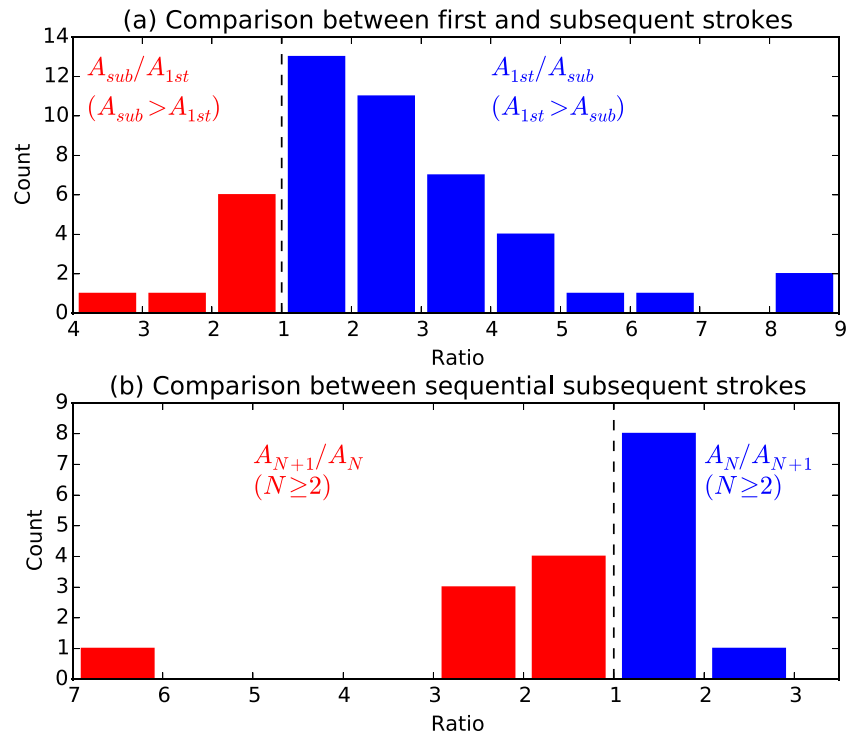 (a) Comparison between first and subsequent strokes
14
12
10
8
6
4
2
0
Count
A_sub/A_1st
(A_sub>A_1st)
A_1st/A_sub
(A_1st>A_sub)
4 3 2 1 2 3 4 5 6 7 8 9
Ratio
(b) Comparison between sequential subsequent strokes
9
8
7
6
5
4
3
2
1
0
Count
A_N+1/A_N
(N≥2)
A_N/A_N+1
(N≥2)
7 6 5 4 3 2 1 2 3
Ratio